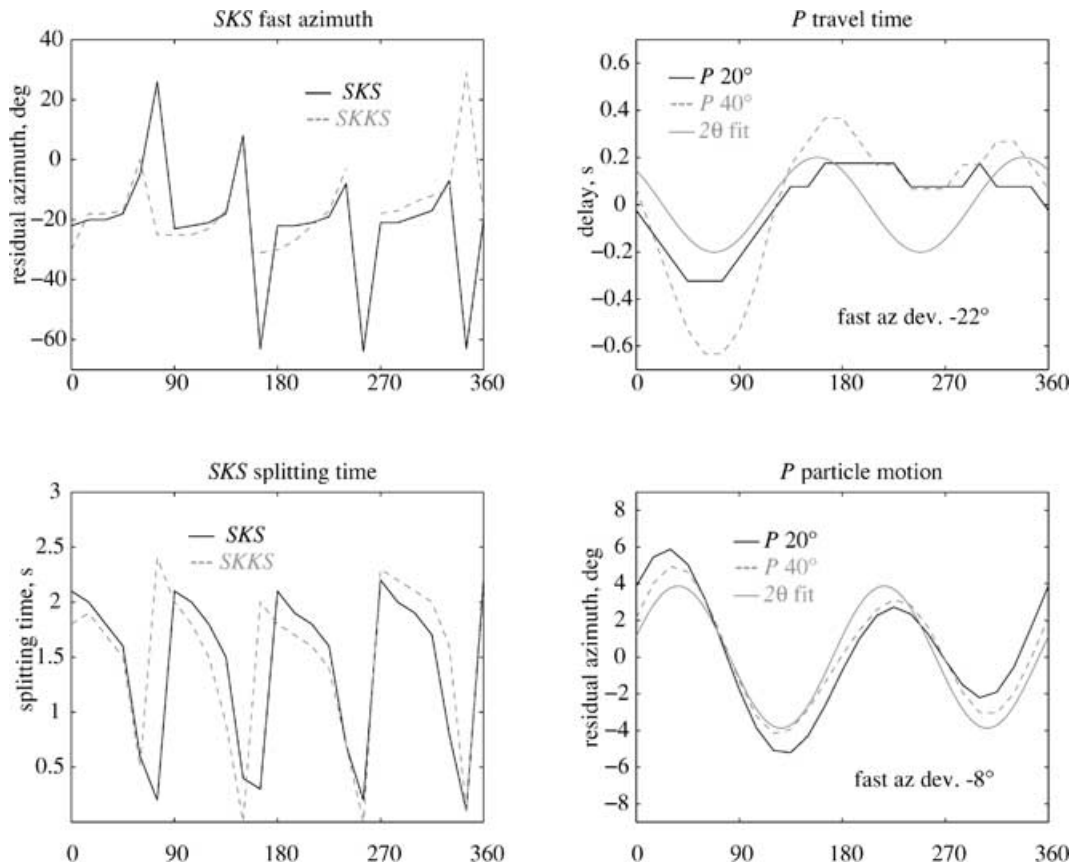 SKS fast azimuth
residual azimuth, deg
40
20
0
−20
−40
−60
SKS
SKKS
0 90 180 270 360
P travel time
delay, s
0.6
0.4
0.2
0
−0.2
−0.4
−0.6
P 20°
P 40°
2θ fit
fast az dev. -22°
0 90 180 270 360
SKS splitting time
splitting time, s
3
2.5
2
1.5
1
0.5
SKS
SKKS
0 90 180 270 360
P particle motion
residual azimuth, deg
8
6
4
2
0
−2
−4
−6
−8
P 20°
P 40°
2θ fit
fast az dev. -8°
0 90 180 270 360